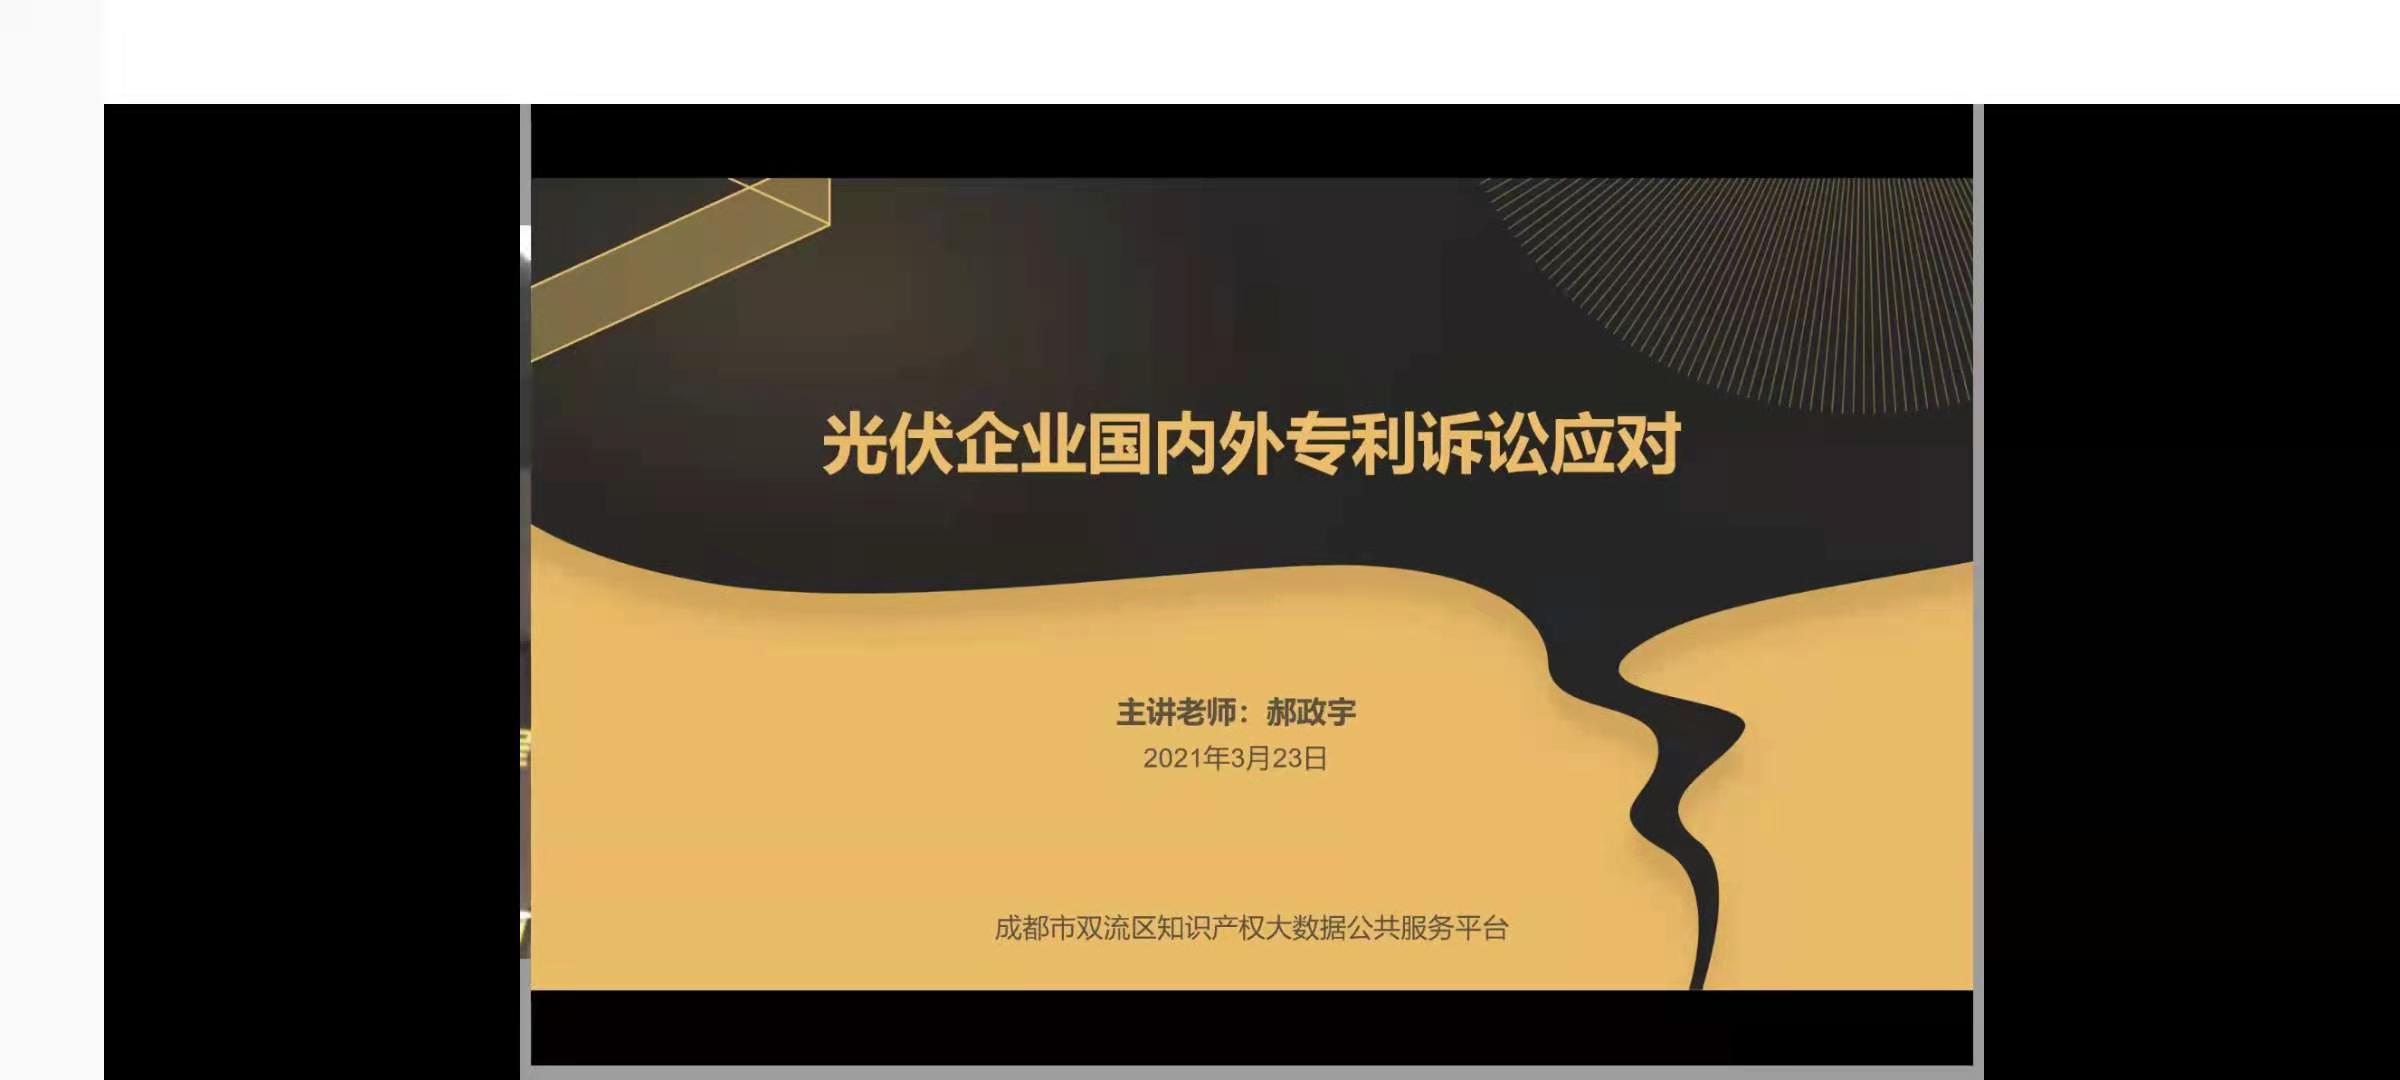 光伏企业国内外专利诉讼应对
主讲老师：郝政宇
2021年3月23日
成都市双流区知识产权大数据公共服务平台